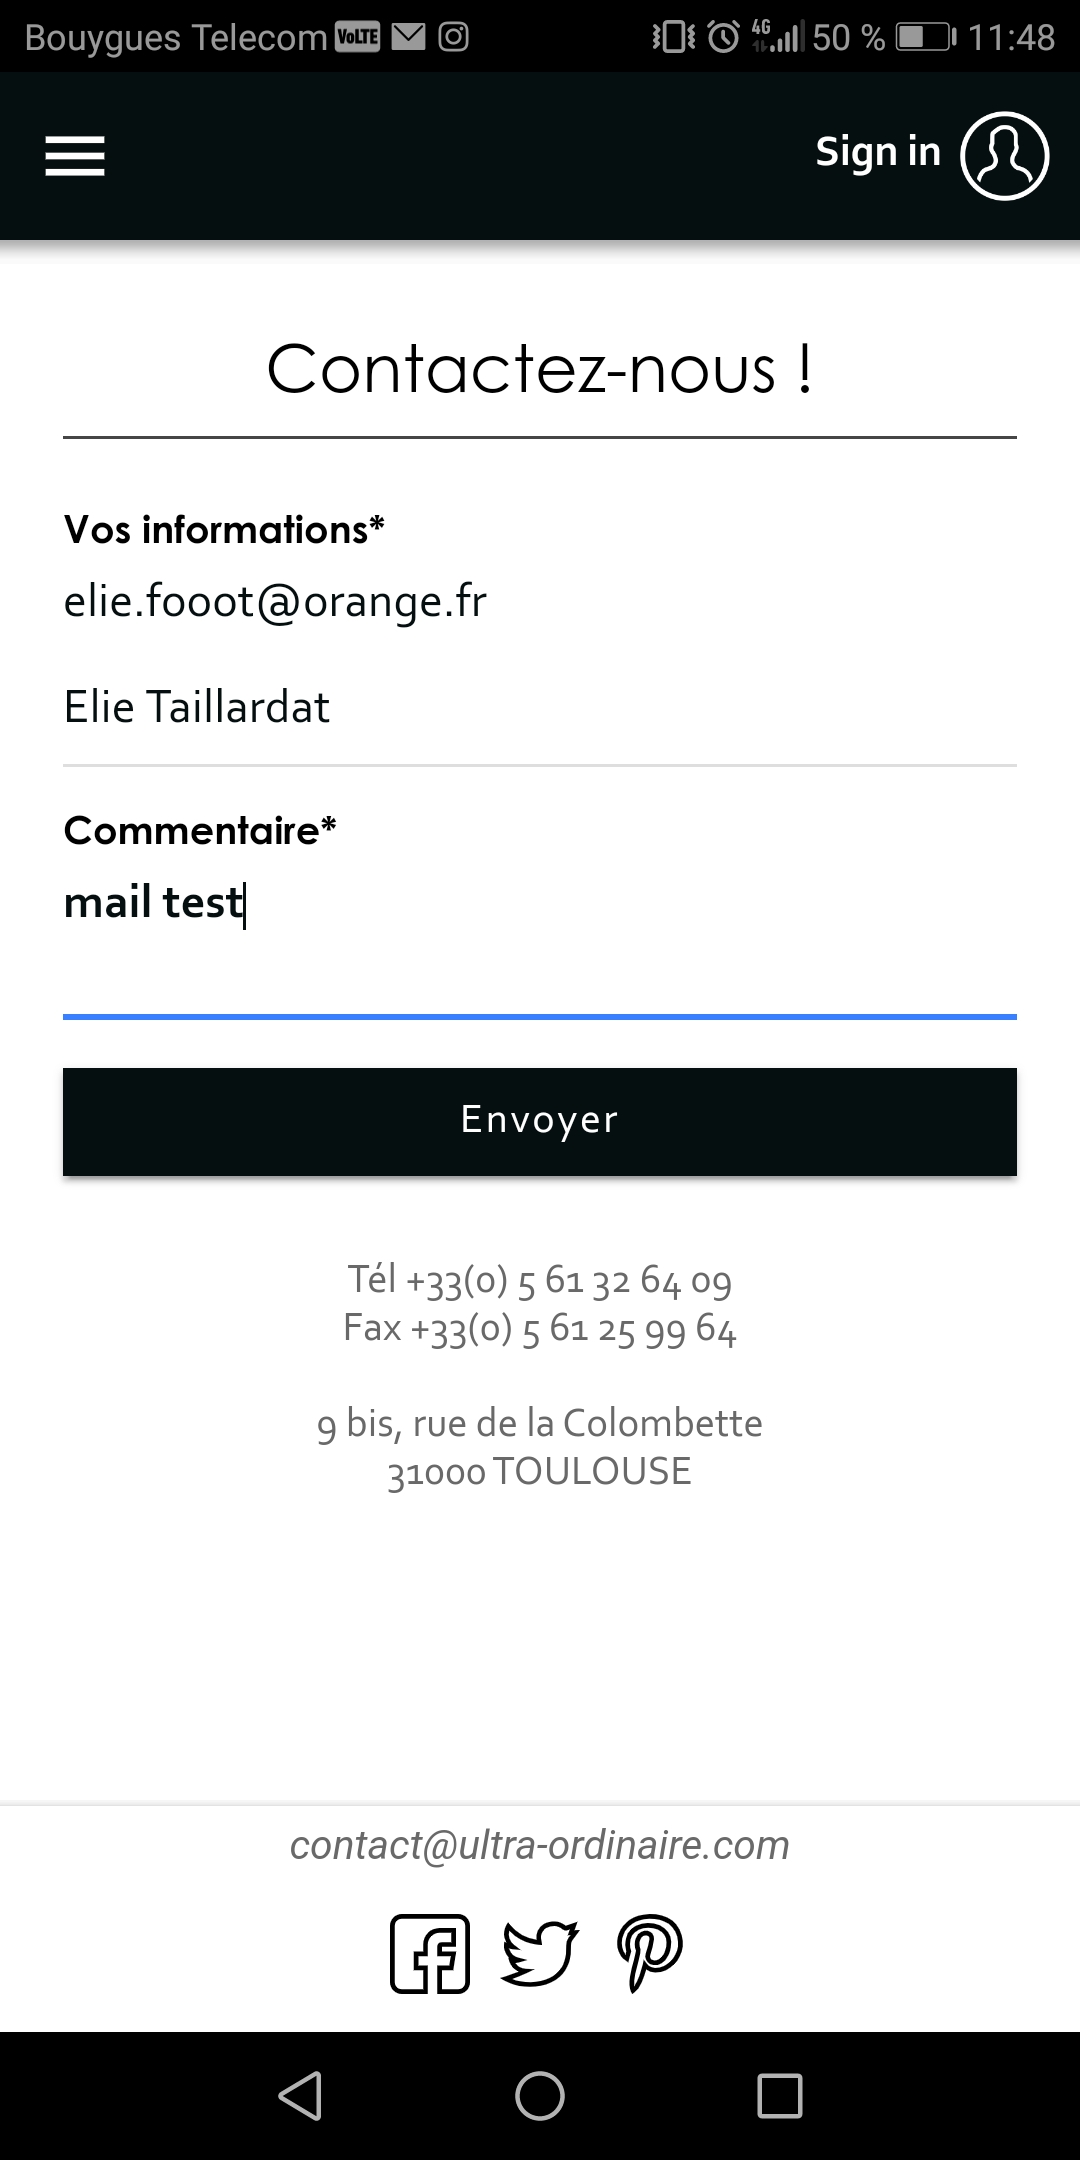 Bouygues Telecom VoLTE 4G 50 % 11:48
Sign in
Contactez-nous !
Vos informations*
elie.fooot@orange.fr
Elie Taillardat
Commentaire*
mail test
Envoyer
Tél +33(0) 5 61 32 64 09
Fax +33(0) 5 61 25 99 64
9 bis, rue de la Colombette
31000 TOULOUSE
contact@ultra-ordinaire.com